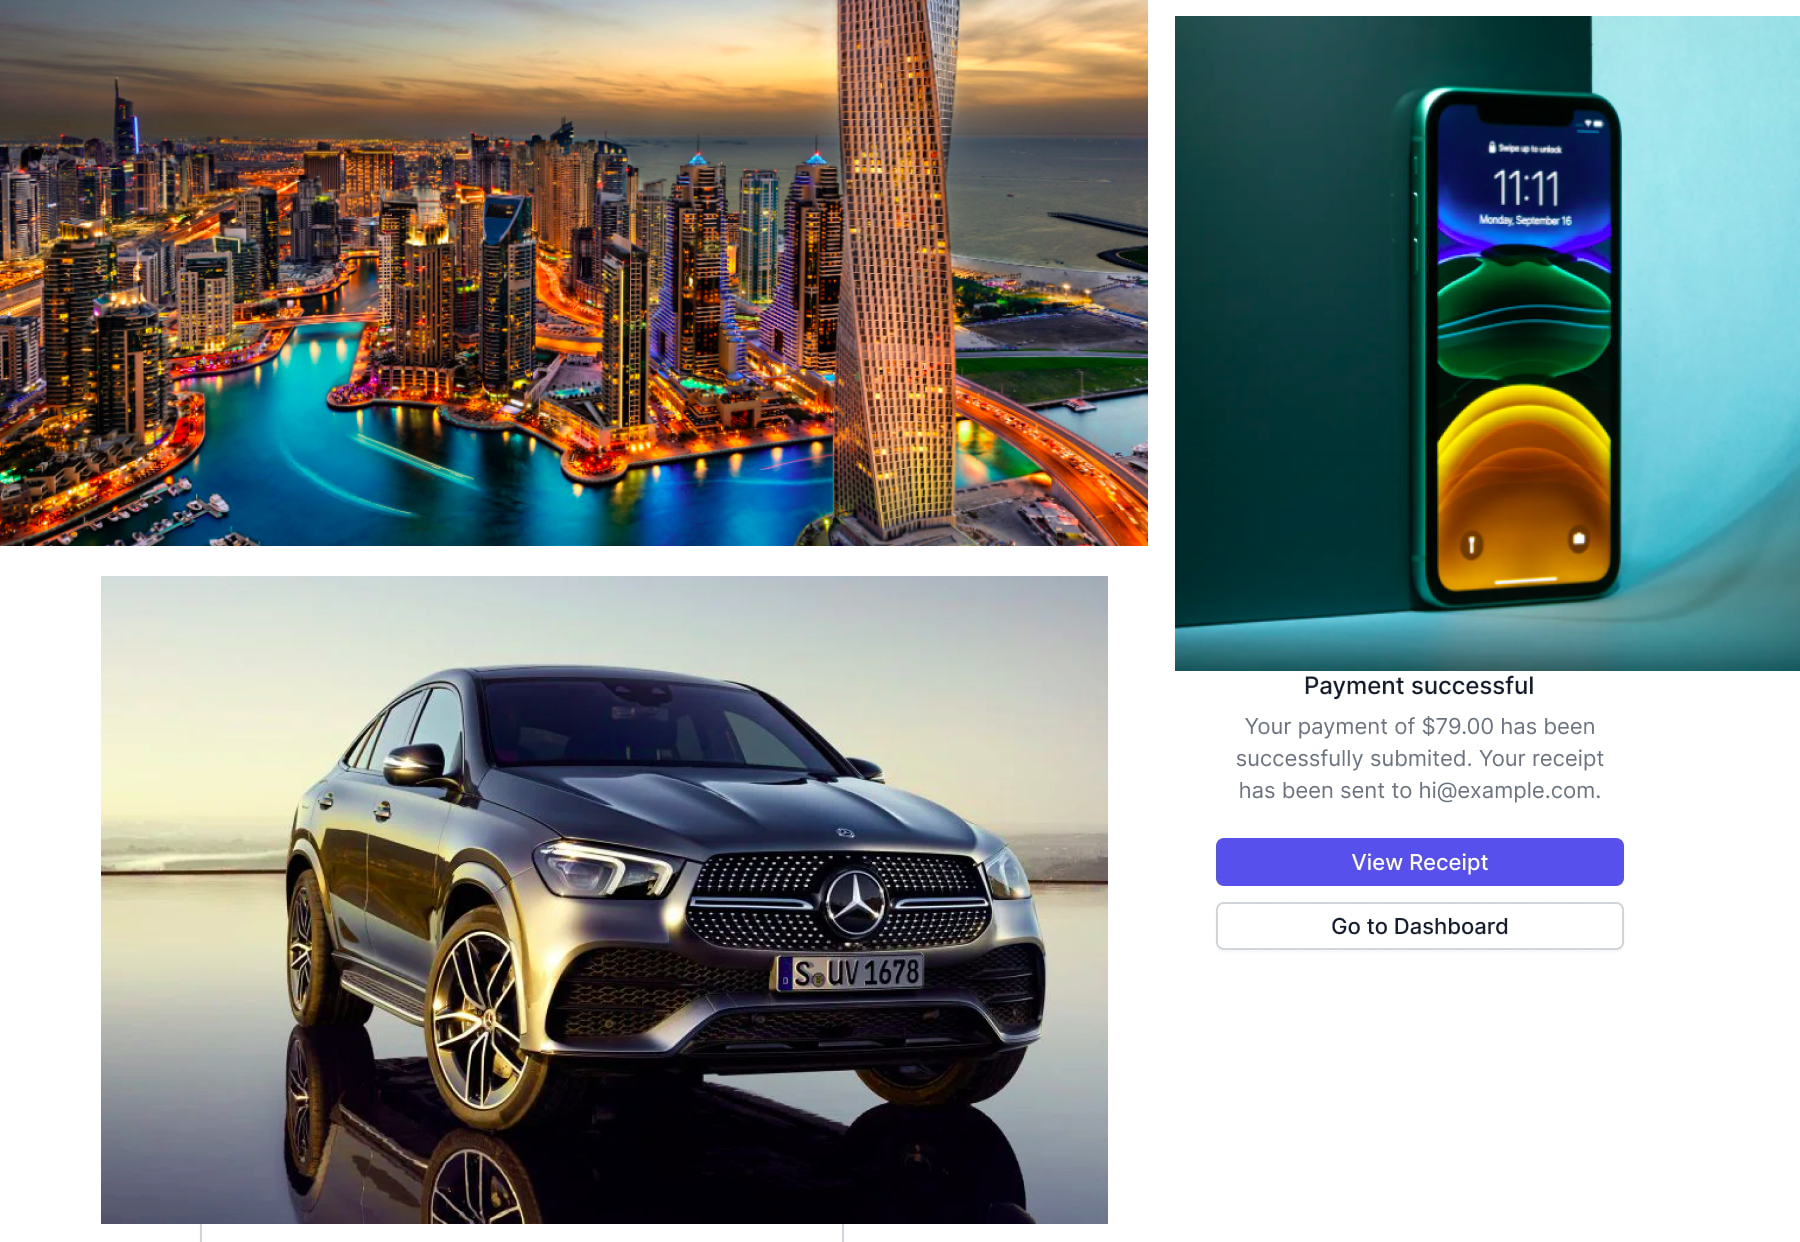 Swipe up to unlock
11:11
Monday, September 16
Payment successful
Your payment of $79.00 has been
successfully submited. Your receipt
has been sent to hi@example.com.
View Receipt
Go to Dashboard
S UV 1678